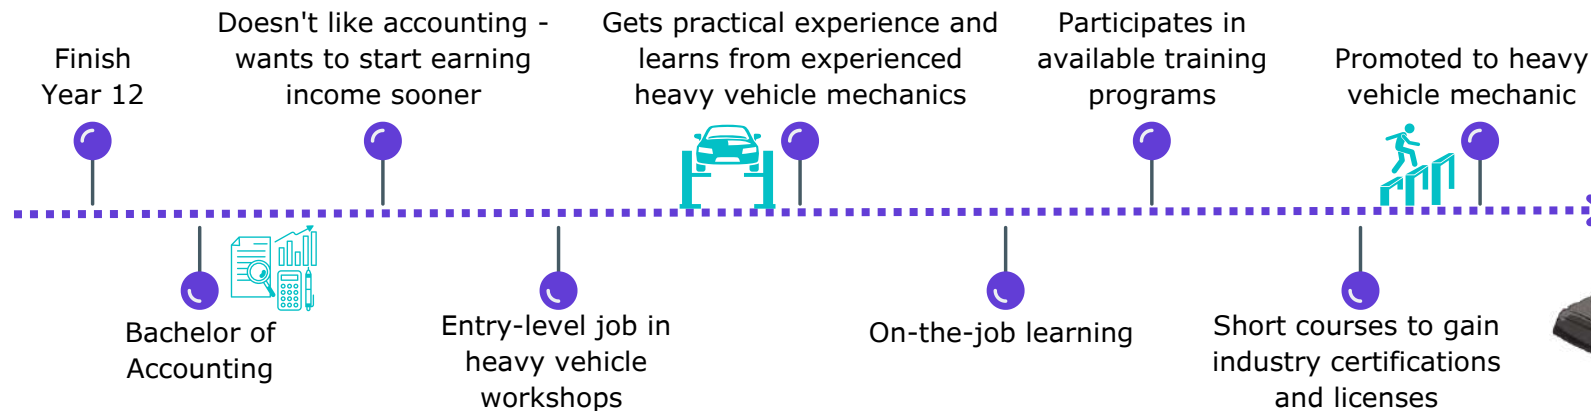 Finish
Year 12
Bachelor of
Accounting
Doesn't like accounting -
wants to start earning
income sooner
Entry-level job in
heavy vehicle
workshops
Gets practical experience and
learns from experienced
heavy vehicle mechanics
On-the-job learning
Participates in
available training
programs
Short courses to gain
industry certifications
and licenses
Promoted to heavy
vehicle mechanic